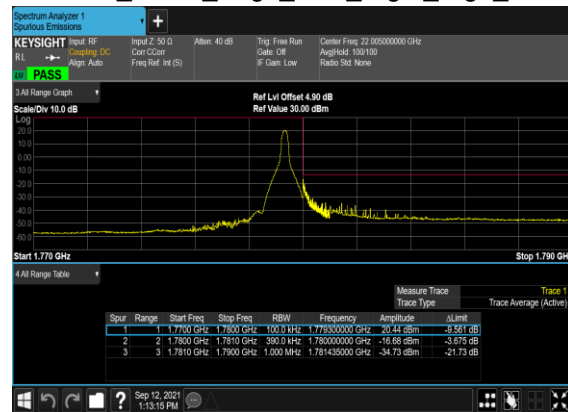 Spectrum Analyzer 1
Spurious Emissions
+
KEYSIGHT Input: RF Input Z: 50 Ω Atten: 40 dB Trig: Free Run Center Freq: 22.005000000 GHz
RL Coupling: DC Corr CCorr Gate: Off Avg|Hold: 100/100
Align: Auto Freq Ref: Int (S) IF Gain: Low Radio Std: None
PASS
3 All Range Graph Ref Lvl Offset 4.90 dB
Scale/Div 10.0 dB Ref Value 30.00 dBm
Log
20.0
10.0
0.00
-10.0
-20.0
-30.0
-40.0
-50.0
-60.0
Start 1.770 GHz Stop 1.790 GH
4 All Range Table
Measure Trace Trace 1
Trace Type Trace Average (Active)
Spur Range Start Freq Stop Freq RBW Frequency Amplitude ΔLimit
1 1 1.7700 GHz 1.7800 GHz 100.0 kHz 1.779300000 GHz 20.44 dBm -9.561 dB
2 2 1.7800 GHz 1.7810 GHz 390.0 kHz 1.780000000 GHz -16.68 dBm -3.675 dB
3 3 1.7810 GHz 1.7900 GHz 1.000 MHz 1.781435000 GHz -34.73 dBm -21.73 dB
? Sep 12, 2021
1:13:15 PM